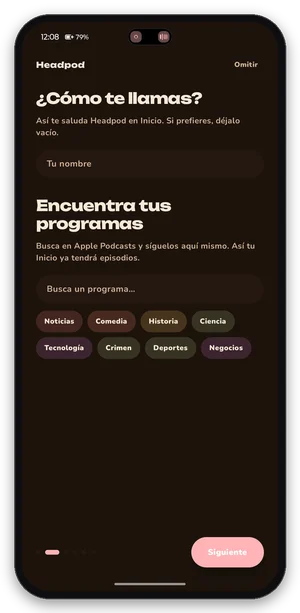 12:08 79%
Headpod Omitir
¿Cómo te llamas?
Así te saluda Headpod en Inicio. Si prefieres, déjalo
vacío.
Tu nombre
Encuentra tus
programas
Busca en Apple Podcasts y síguelos aquí mismo. Así tu
Inicio ya tendrá episodios.
Busca un programa...
Noticias Comedia Historia Ciencia
Tecnología Crimen Deportes Negocios
Siguiente